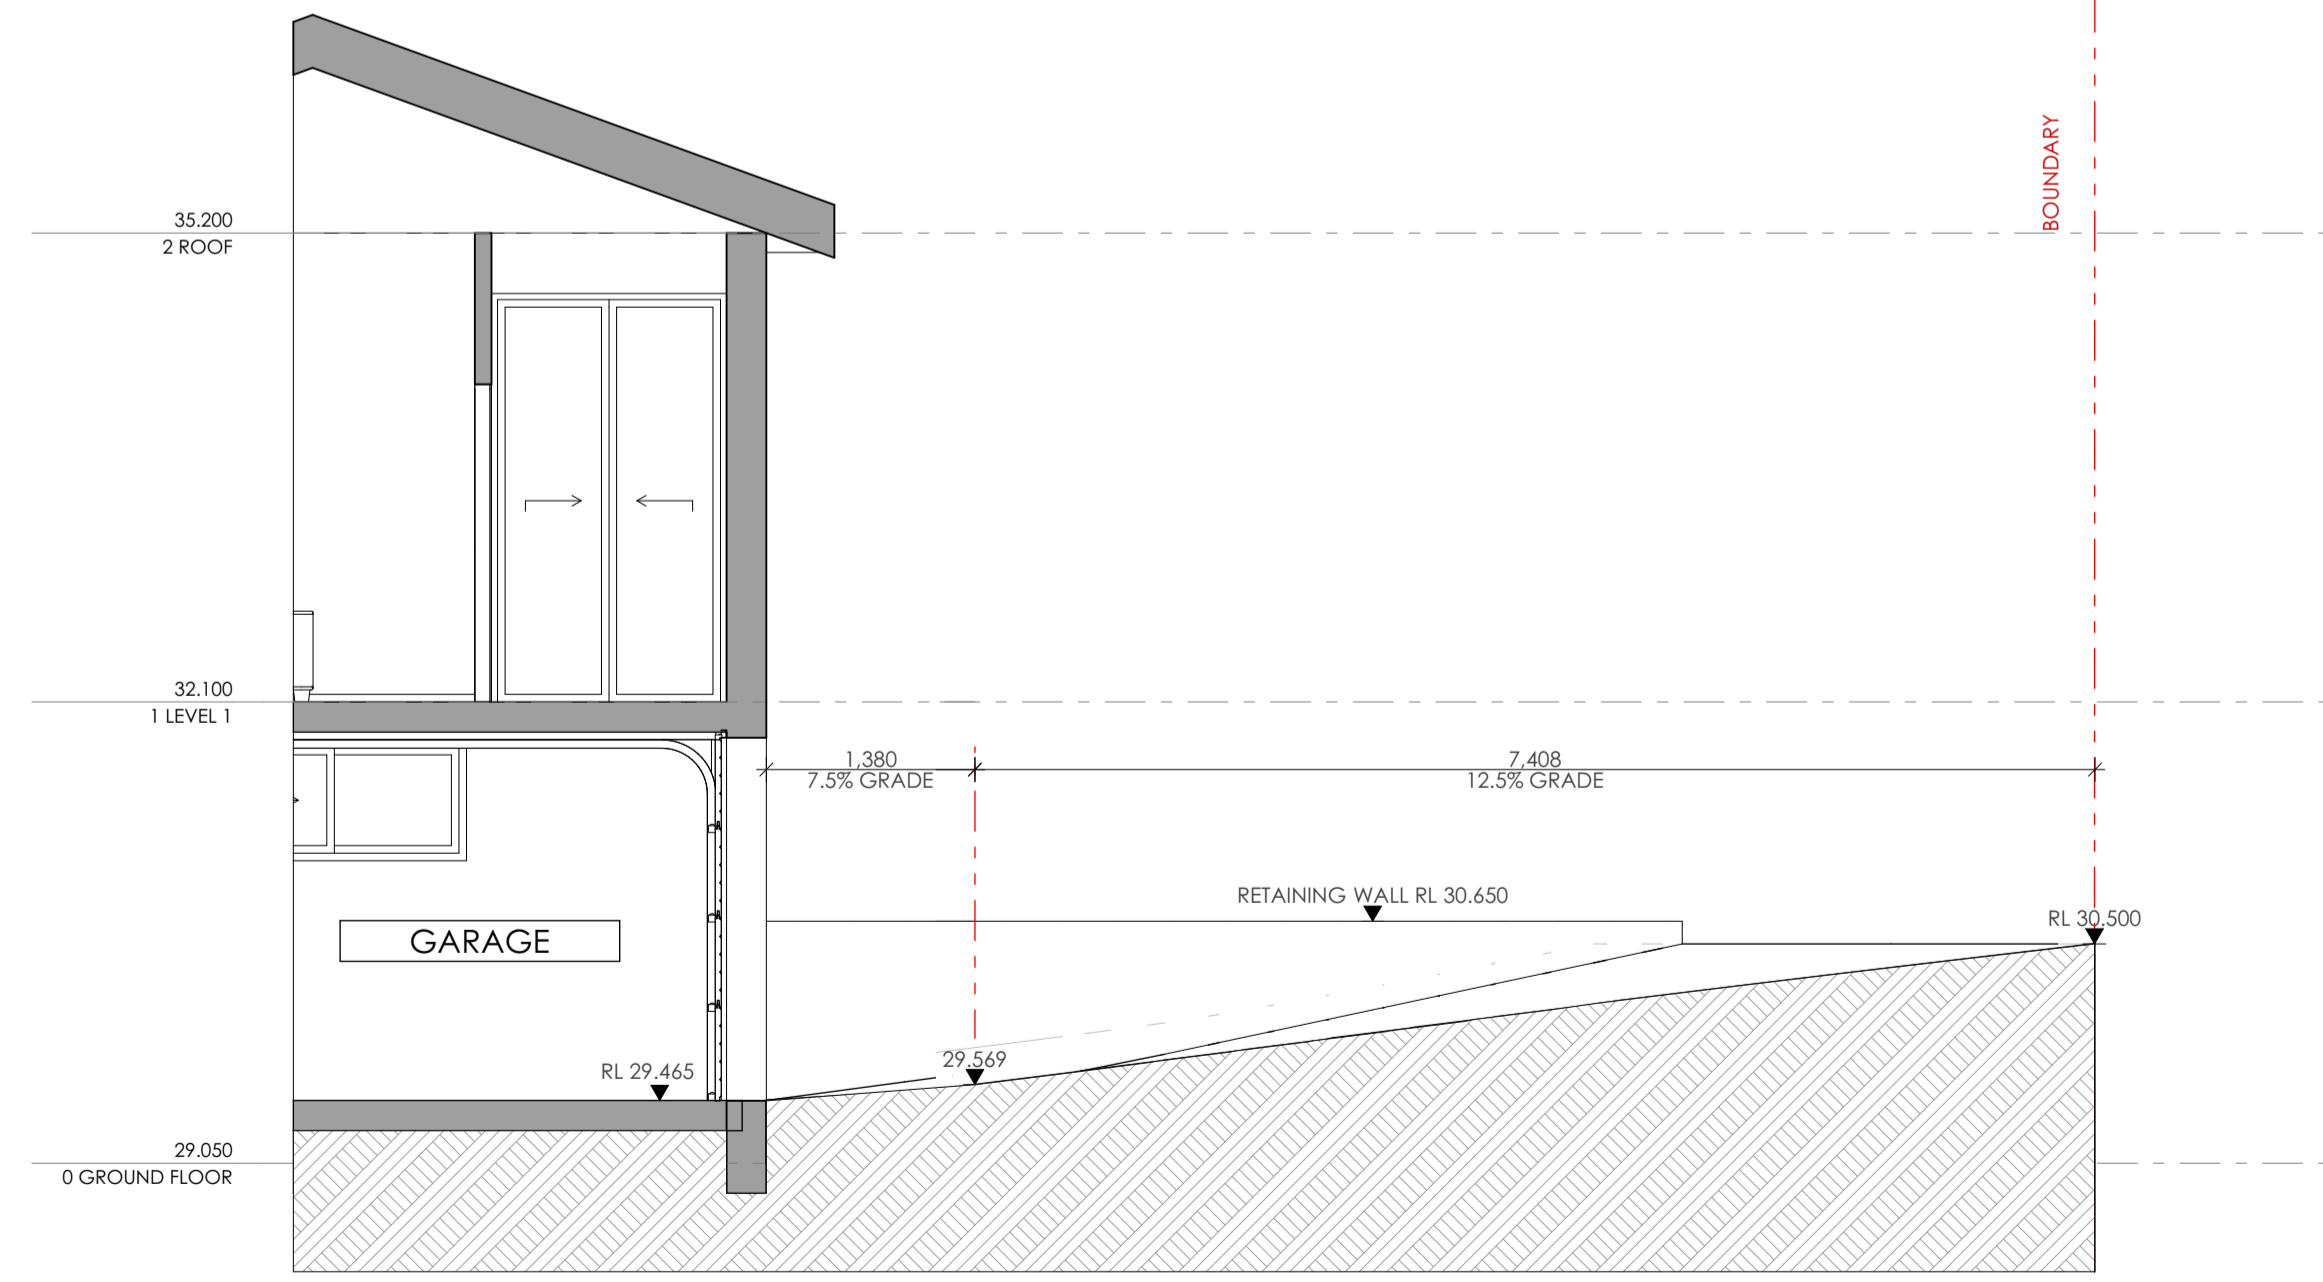 BOUNDARY
35.200
2 ROOF
32.100
1 LEVEL 1
1,380
7.5% GRADE
7,408
12.5% GRADE
RETAINING WALL RL 30.650
RL 30.500
GARAGE
RL 29.465
29.569
29.050
0 GROUND FLOOR